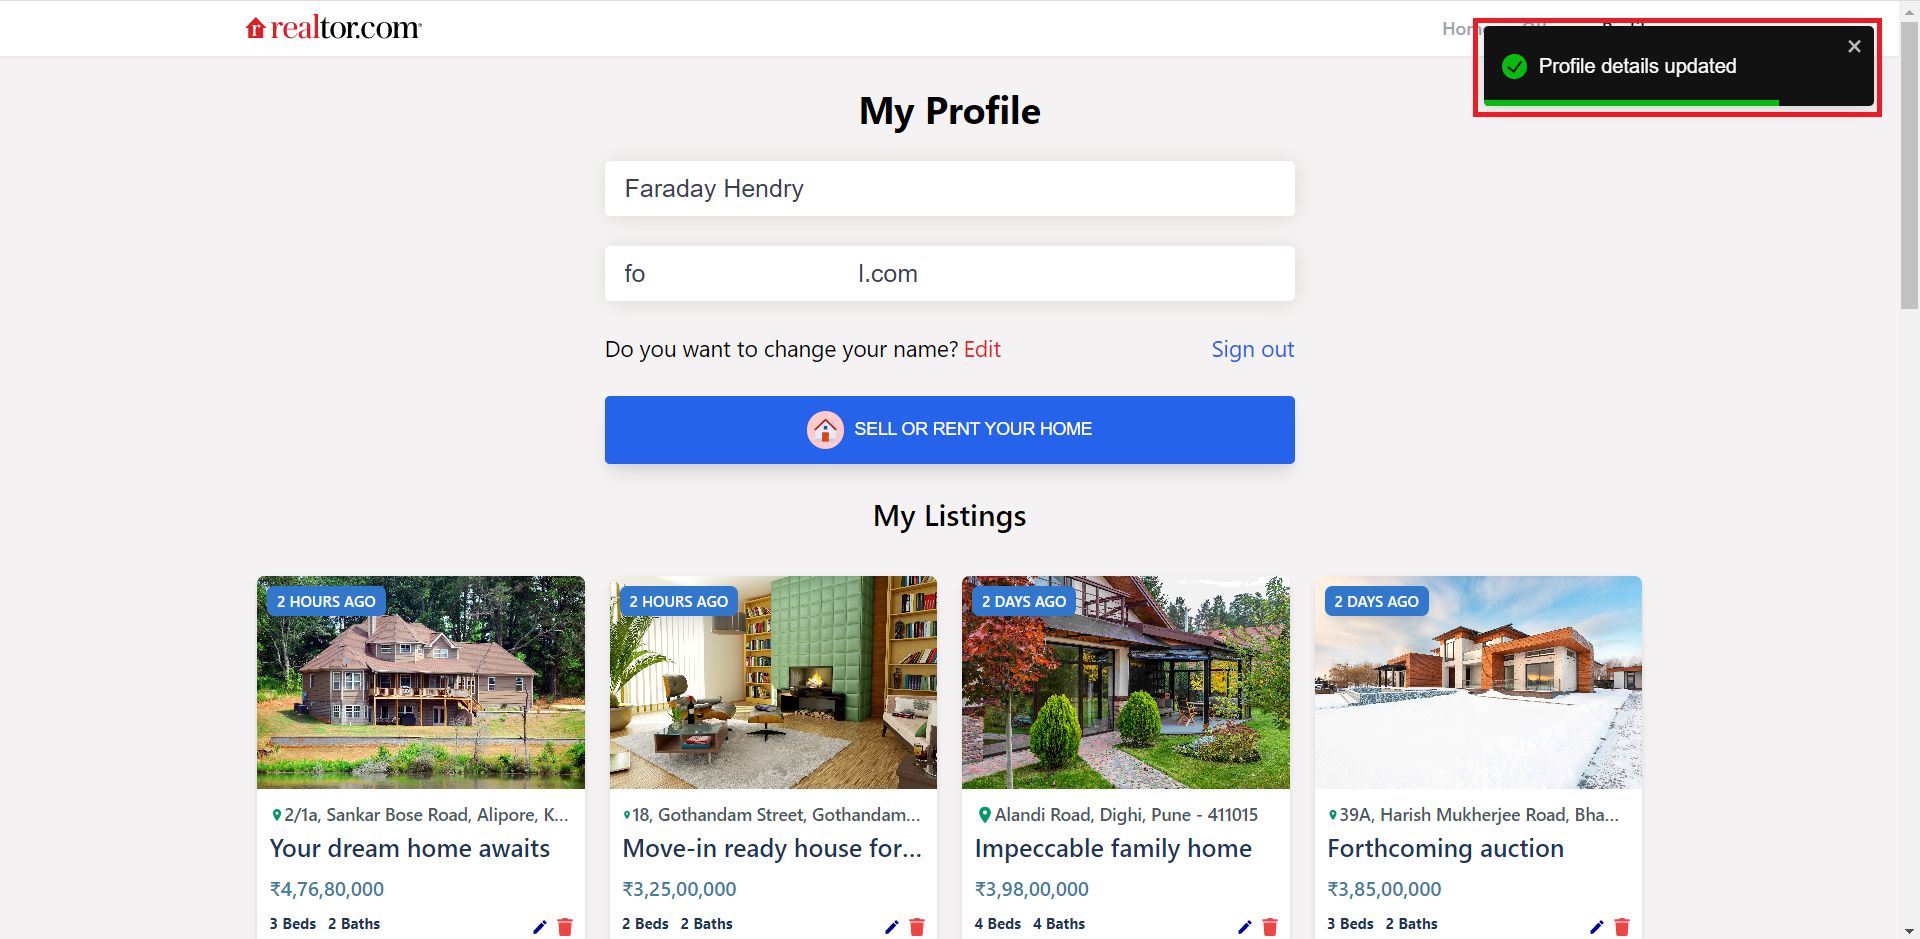 realtor.com
Hom
Profile details updated
My Profile
Faraday Hendry
fo l.com
Do you want to change your name? Edit
Sign out
SELL OR RENT YOUR HOME
My Listings
2 HOURS AGO
2/1a, Sankar Bose Road, Alipore, K...
Your dream home awaits
₹4,76,80,000
3 Beds 2 Baths
2 HOURS AGO
18, Gothandam Street, Gothandam...
Move-in ready house for...
₹3,25,00,000
2 Beds 2 Baths
2 DAYS AGO
Alandi Road, Dighi, Pune - 411015
Impeccable family home
₹3,98,00,000
4 Beds 4 Baths
2 DAYS AGO
39A, Harish Mukherjee Road, Bha...
Forthcoming auction
₹3,85,00,000
3 Beds 2 Baths